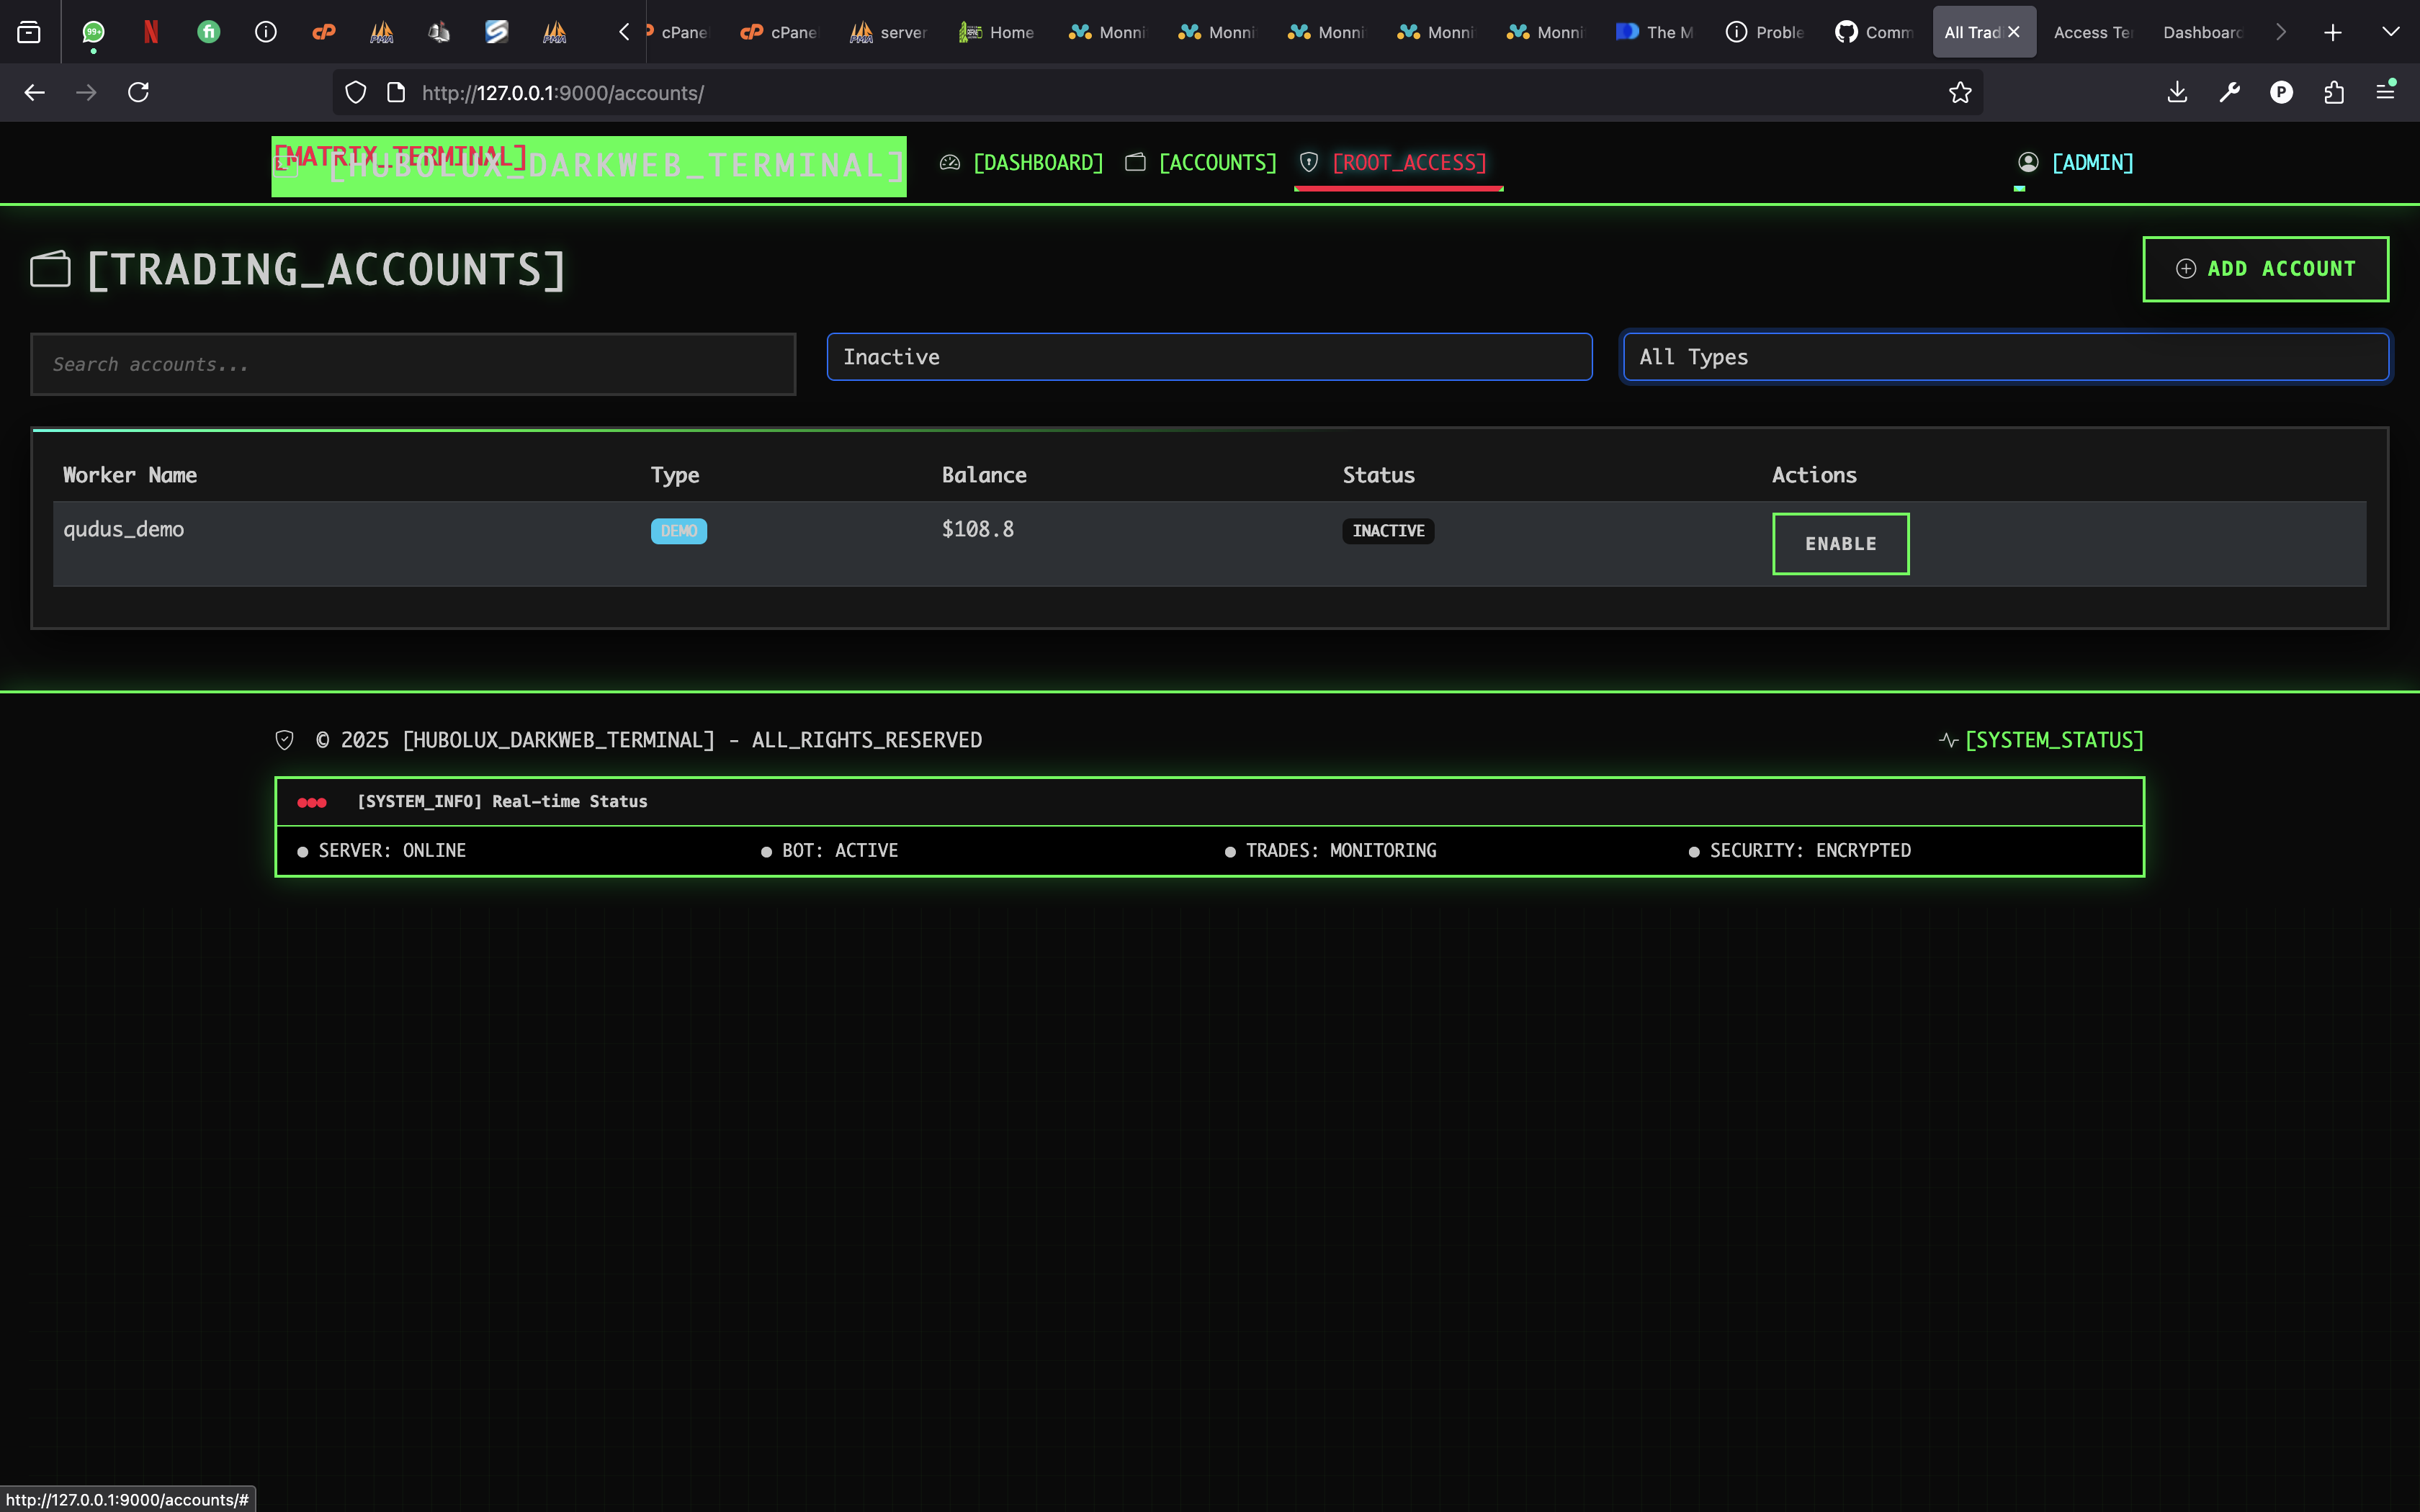 99+
cPane
cPane
server
Home
Monni
Monni
Monni
Monni
Monni
The M
Proble
Comm
All Trad
Access Te
Dashboard
http://127.0.0.1:9000/accounts/
[MATRIX_TERMINAL]
[HUBOLUX_DARKWEB_TERMINAL]
[DASHBOARD]
[ACCOUNTS]
[ROOT_ACCESS]
[ADMIN]
[TRADING_ACCOUNTS]
ADD ACCOUNT
Search accounts...
Inactive
All Types
Worker Name Type Balance Status Actions
qudus_demo DEMO $108.8 INACTIVE ENABLE
© 2025 [HUBOLUX_DARKWEB_TERMINAL] - ALL_RIGHTS_RESERVED
[SYSTEM_STATUS]
[SYSTEM_INFO] Real-time Status
SERVER: ONLINE
BOT: ACTIVE
TRADES: MONITORING
SECURITY: ENCRYPTED
http://127.0.0.1:9000/accounts/#